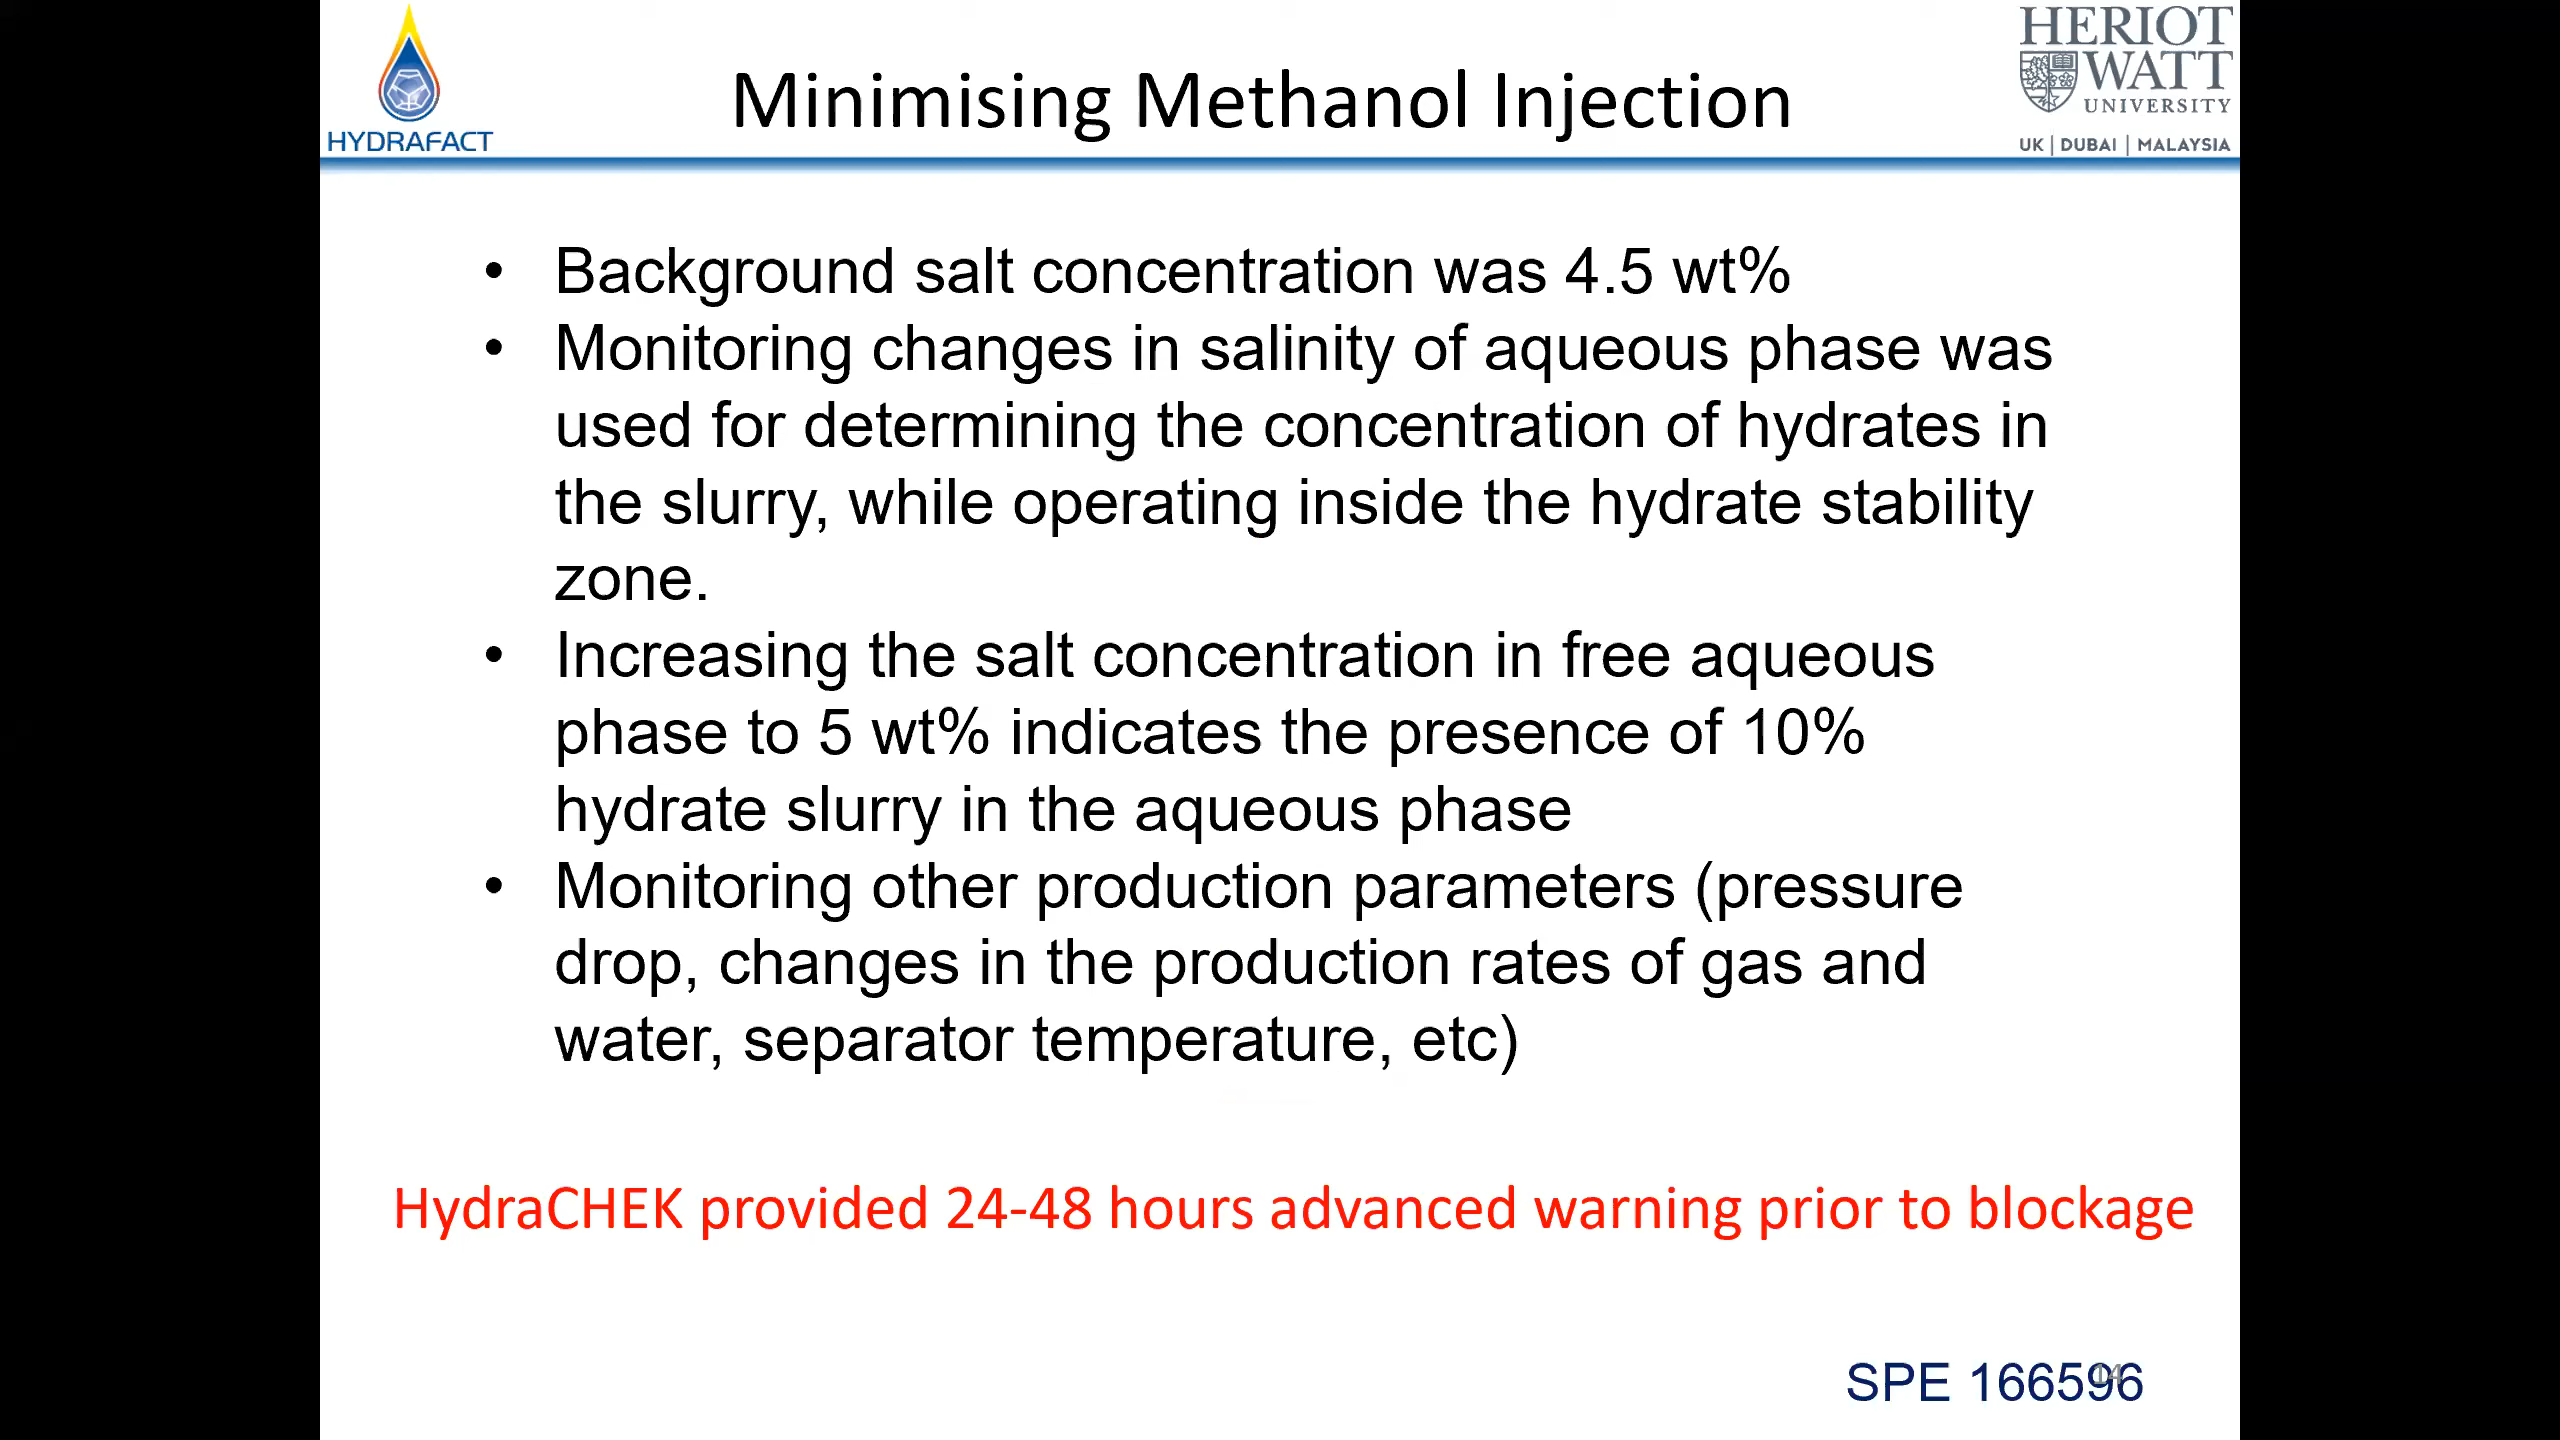 HYDRAFACT
Minimising Methanol Injection
HERIOT
WATT
UNIVERSITY
UK | DUBAI | MALAYSIA
• Background salt concentration was 4.5 wt%
• Monitoring changes in salinity of aqueous phase was
used for determining the concentration of hydrates in
the slurry, while operating inside the hydrate stability
zone.
• Increasing the salt concentration in free aqueous
phase to 5 wt% indicates the presence of 10%
hydrate slurry in the aqueous phase
• Monitoring other production parameters (pressure
drop, changes in the production rates of gas and
water, separator temperature, etc)
HydraCHEK provided 24-48 hours advanced warning prior to blockage
SPE 166596
14